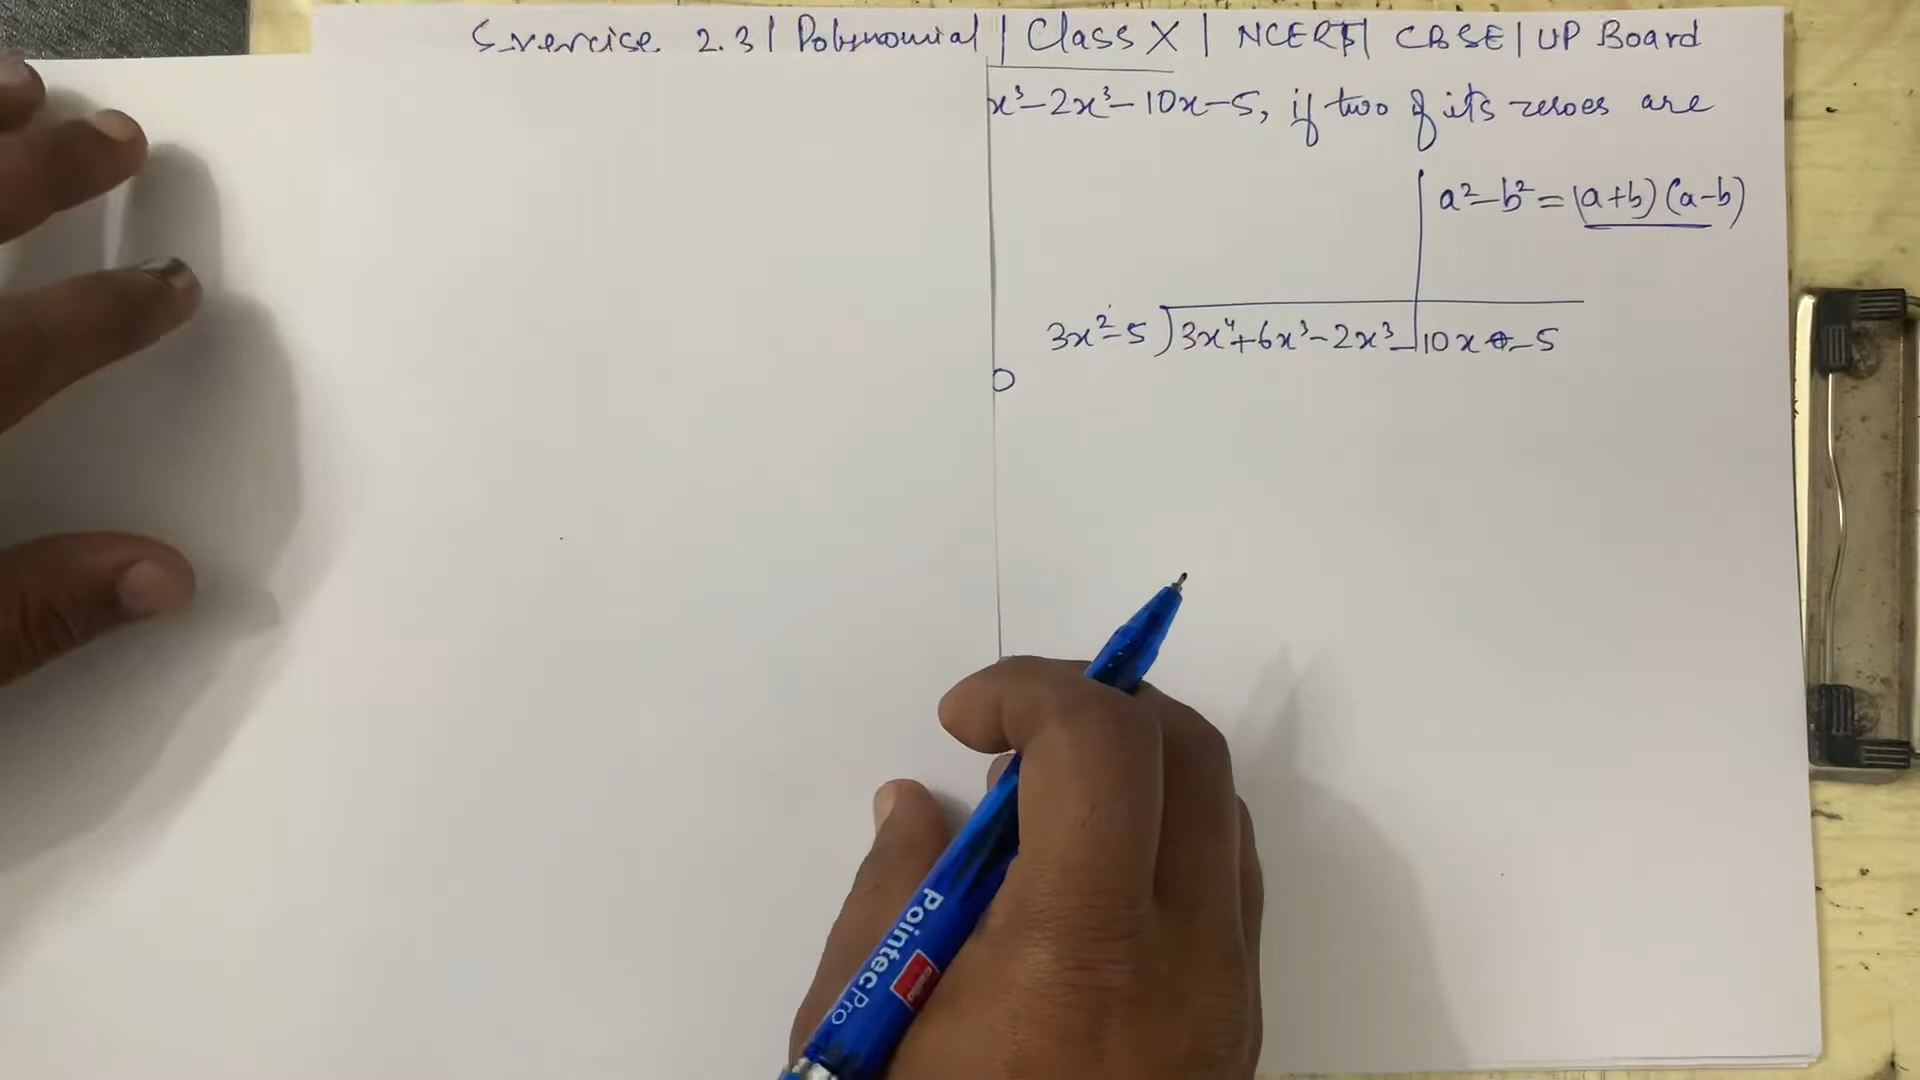 Exercise 2.3 | Polynomial | Class X | NCERT | CBSE | UP Board
x³-2x³-10x-5, if two of its zeroes are
a²-b²=(a+b)(a-b)
3x²-5)3x⁴+6x³-2x³-10x-5
0
Pointec Pro
cello